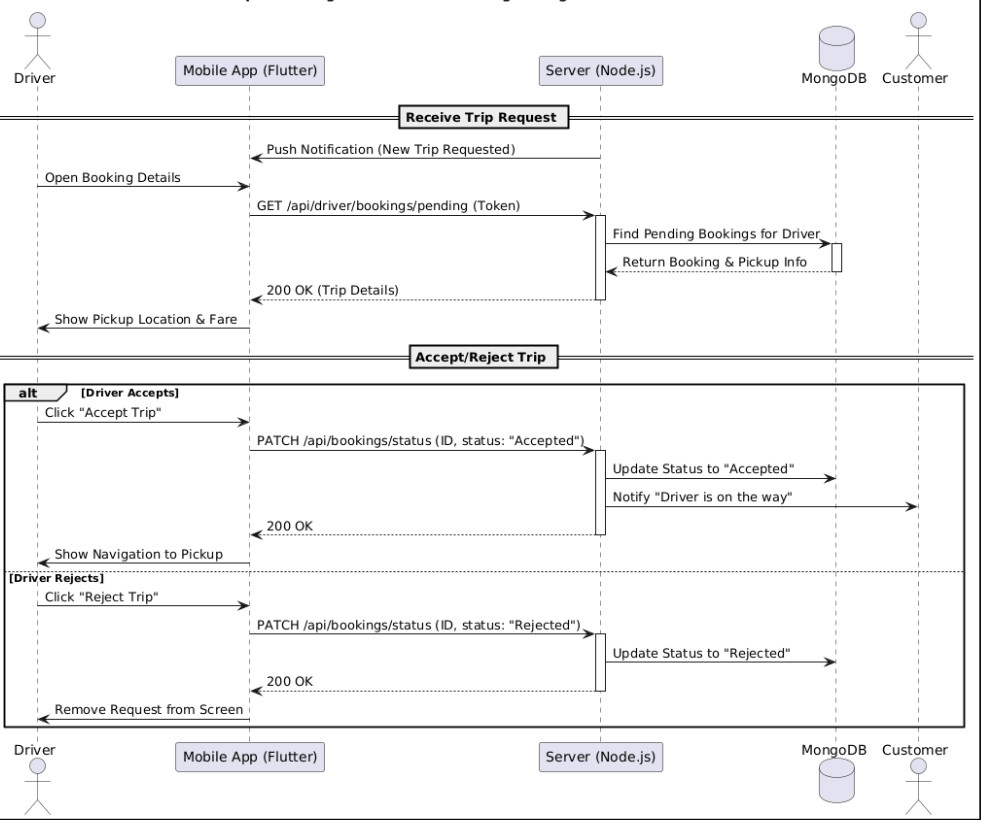 Driver
Mobile App (Flutter)
Server (Node.js)
MongoDB
Customer
Receive Trip Request
Push Notification (New Trip Requested)
Open Booking Details
GET /api/driver/bookings/pending (Token)
Find Pending Bookings for Driver
Return Booking & Pickup Info
200 OK (Trip Details)
Show Pickup Location & Fare
Accept/Reject Trip
alt [Driver Accepts]
Click "Accept Trip"
PATCH /api/bookings/status (ID, status: "Accepted")
Update Status to "Accepted"
Notify "Driver is on the way"
200 OK
Show Navigation to Pickup
[Driver Rejects]
Click "Reject Trip"
PATCH /api/bookings/status (ID, status: "Rejected")
Update Status to "Rejected"
200 OK
Remove Request from Screen
Driver
Mobile App (Flutter)
Server (Node.js)
MongoDB
Customer